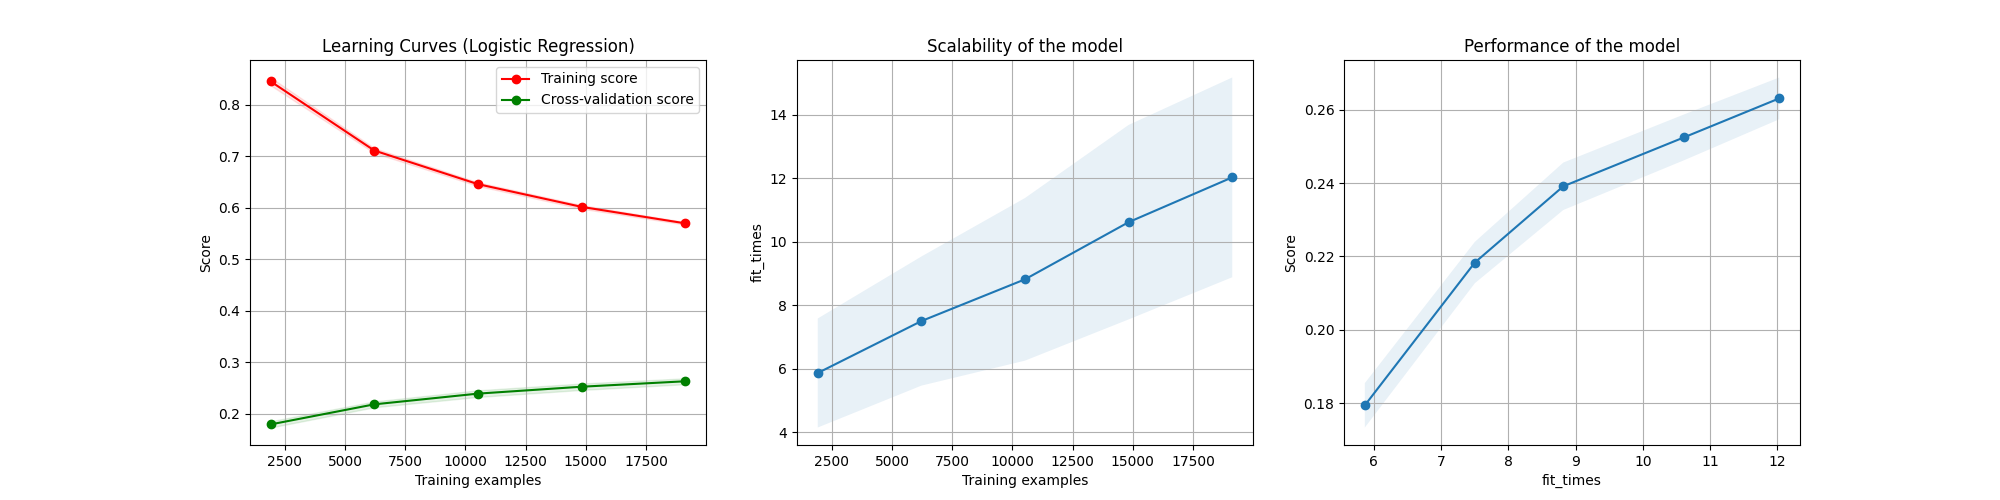 Learning Curves (Logistic Regression)
Training score
Cross-validation score
Score
0.8
0.7
0.6
0.5
0.4
0.3
0.2
2500 5000 7500 10000 12500 15000 17500
Training examples
Scalability of the model
fit_times
14
12
10
8
6
4
2500 5000 7500 10000 12500 15000 17500
Training examples
Performance of the model
Score
0.26
0.24
0.22
0.20
0.18
6 7 8 9 10 11 12
fit_times